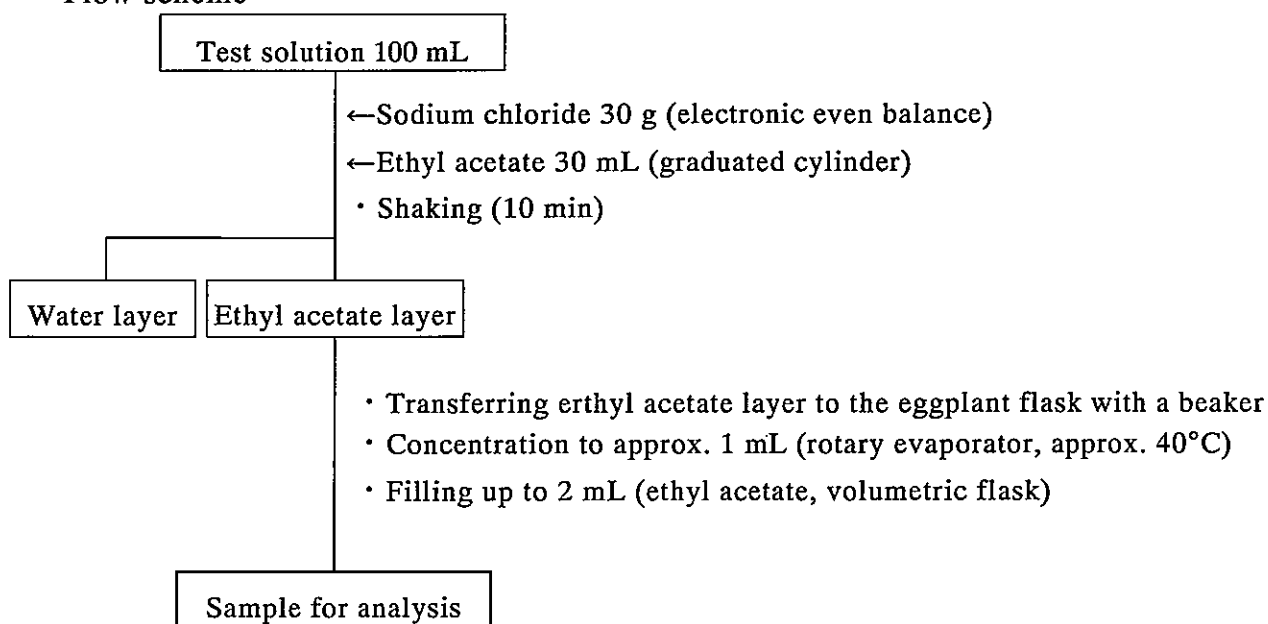 Flow scheme
Test solution 100 mL
←Sodium chloride 30 g (electronic even balance)
←Ethyl acetate 30 mL (graduated cylinder)
・Shaking (10 min)
Water layer
Ethyl acetate layer
・Transferring erthyl acetate layer to the eggplant flask with a beaker
・Concentration to approx. 1 mL (rotary evaporator, approx. 40°C)
・Filling up to 2 mL (ethyl acetate, volumetric flask)
Sample for analysis